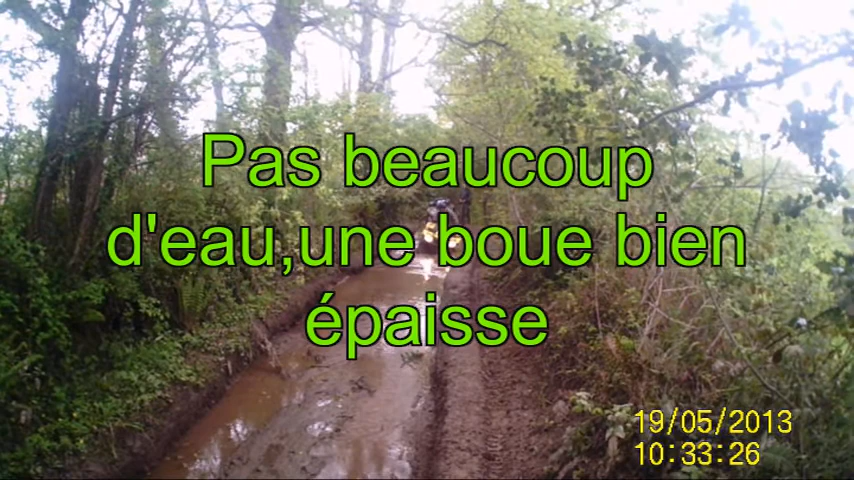 Pas beaucoup
d'eau,une boue bien
épaisse
19/05/2013
10:33:26